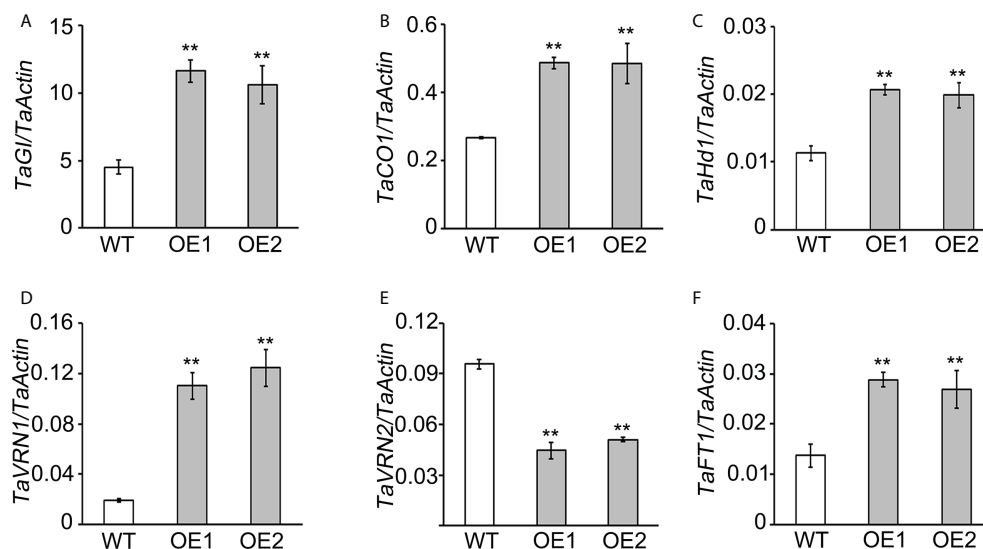 A
TaGI/TaActin
15
10
5
0
**
**
WT
OE1
OE2
B
TaCO1/TaActin
0.6
0.4
0.2
0
**
**
WT
OE1
OE2
C
TaHd1/TaActin
0.03
0.02
0.01
0
**
**
WT
OE1
OE2
D
TaVRN1/TaActin
0.16
0.12
0.08
0.04
0
**
**
WT
OE1
OE2
E
TaVRN2/TaActin
0.12
0.09
0.06
0.03
**
**
WT
OE1
OE2
F
TaFT1/TaActin
0.04
0.03
0.02
0.01
0
**
**
WT
OE1
OE2